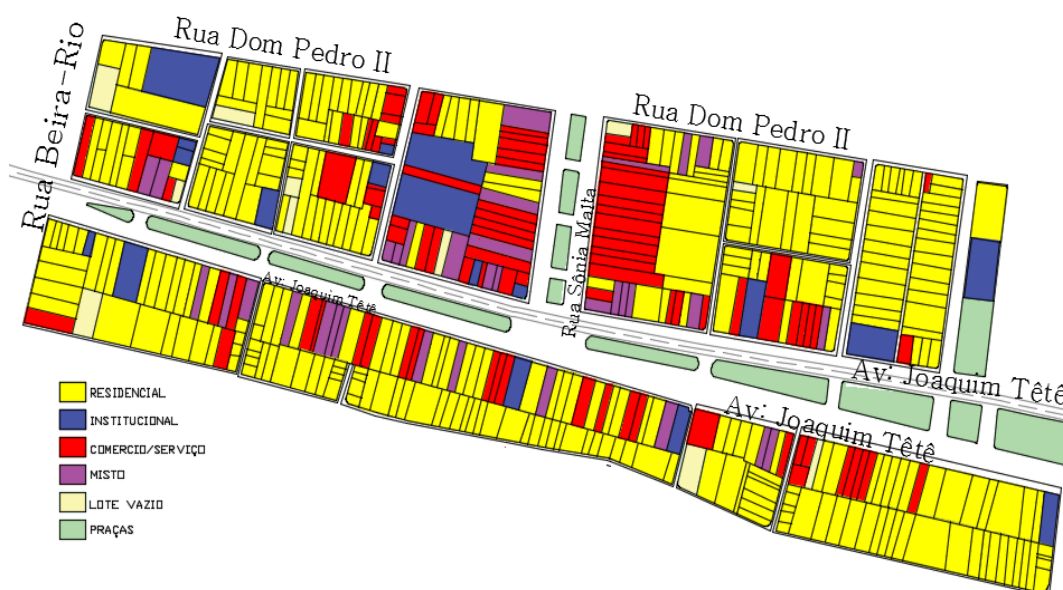 Rua Dom Pedro II
Rua Beira-Rio
Rua Dom Pedro II
Rua Sônia Malta
Av: Joaquim Têtê
Av: Joaquim Têtê
Av: Joaquim Têtê
RESIDENCIAL
INSTITUCIONAL
COMERCIO/SERVIÇO
MISTO
LOTE VAZIO
PRAÇAS